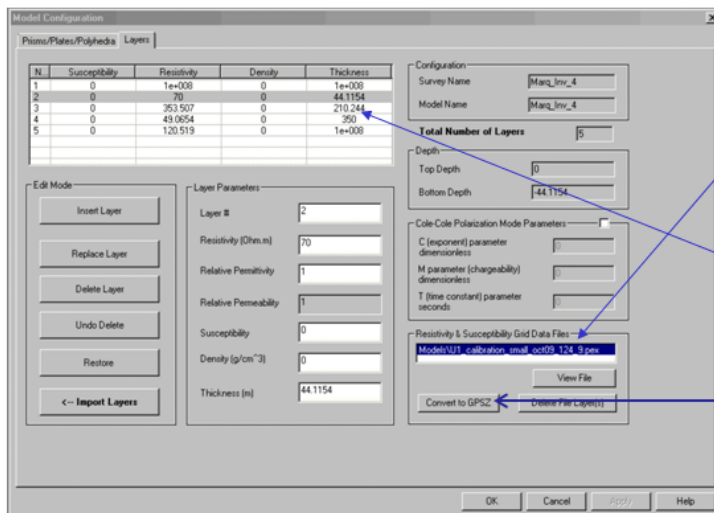 Model Configuration
Prisms/Plates/Polyhedra Layers
N... Susceptibility Resistivity Density Thickness
1 0 1e+008 0 1e+008
2 0 70 0 44.1154
3 0 353.507 0 210.244
4 0 49.0654 0 350
5 0 120.519 0 1e+008
Configuration
Survey Name Marq_Inv_4
Model Name Marq_Inv_4
Total Number of Layers 5
Depth
Top Depth 0
Bottom Depth -44.1154
Edit Mode
Insert Layer
Replace Layer
Delete Layer
Undo Delete
Restore
<-- Import Layers
Layer Parameters
Layer # 2
Resistivity (Ohm.m) 70
Relative Permittivity 1
Relative Permeability 1
Susceptibility 0
Density (g/cm^3) 0
Thickness (m) 44.1154
Cole-Cole Polarization Mode Parameters
C (exponent) parameter
dimensionless 0
M parameter (chargeability)
dimensionless 0
T (time constant) parameter
seconds 0
Resistivity & Susceptibility Grid Data Files
Models\U1_calibration_small_oct09_124_9.pex
View File
Convert to GPSZ Delete File Layer(s)
OK Cancel Apply Help